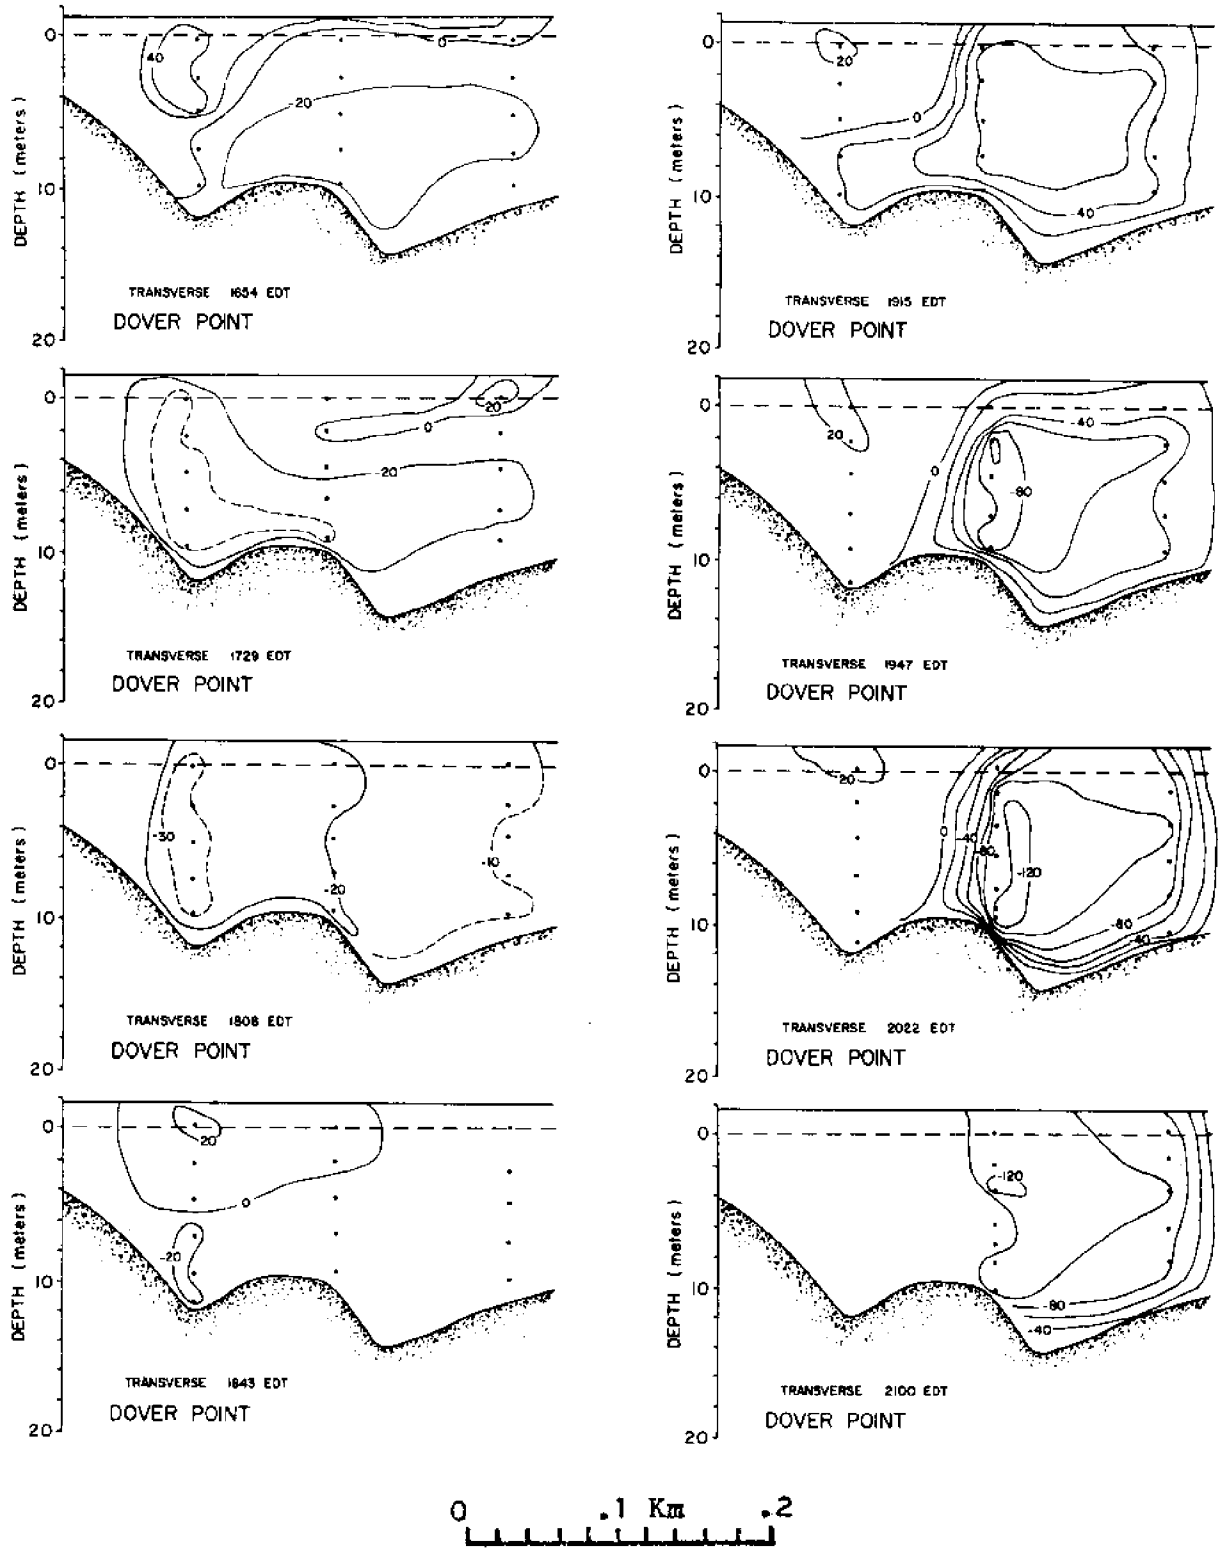 0
40
0
-20
10
20
DEPTH (meters)
TRANSVERSE 1654 EDT
DOVER POINT
0
20
0
10
20
DEPTH (meters)
0
-40
TRANSVERSE 1915 EDT
DOVER POINT
0
20
0
-20
10
20
DEPTH (meters)
TRANSVERSE 1729 EDT
DOVER POINT
0
20
-40
0
-80
10
20
DEPTH (meters)
TRANSVERSE 1947 EDT
DOVER POINT
0
-30
-10
-20
10
20
DEPTH (meters)
TRANSVERSE 1808 EDT
DOVER POINT
0
20
0
-40
-80
-120
-80
-40
10
20
DEPTH (meters)
TRANSVERSE 2022 EDT
DOVER POINT
0
20
0
-20
10
20
DEPTH (meters)
TRANSVERSE 1843 EDT
DOVER POINT
0
-120
-80
-40
10
20
DEPTH (meters)
TRANSVERSE 2100 EDT
DOVER POINT
0 .1 Km .2